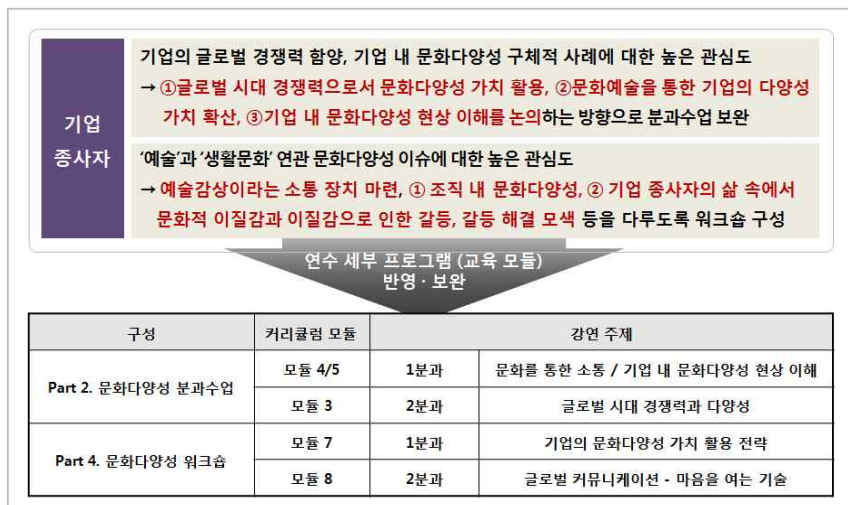 기업
종사자
기업의 글로벌 경쟁력 함양, 기업 내 문화다양성 구체적 사례에 대한 높은 관심도
→ ①글로벌 시대 경쟁력으로서 문화다양성 가치 활용, ②문화예술을 통한 기업의 다양성
가치 확산, ③기업 내 문화다양성 현상 이해를 논의하는 방향으로 분과수업 보완
‘예술’과 ‘생활문화’ 연관 문화다양성 이슈에 대한 높은 관심도
→ 예술감상이라는 소통 장치 마련, ① 조직 내 문화다양성, ② 기업 종사자의 삶 속에서
문화적 이질감과 이질감으로 인한 갈등, 갈등 해결 모색 등을 다루도록 워크숍 구성
연수 세부 프로그램 (교육 모듈)
반영 · 보완
구성 커리큘럼 모듈 강연 주제
Part 2. 문화다양성 분과수업
모듈 4/5 1분과 문화를 통한 소통 / 기업 내 문화다양성 현상 이해
모듈 3 2분과 글로벌 시대 경쟁력과 다양성
Part 4. 문화다양성 워크숍
모듈 7 1분과 기업의 문화다양성 가치 활용 전략
모듈 8 2분과 글로벌 커뮤니케이션 - 마음을 여는 기술